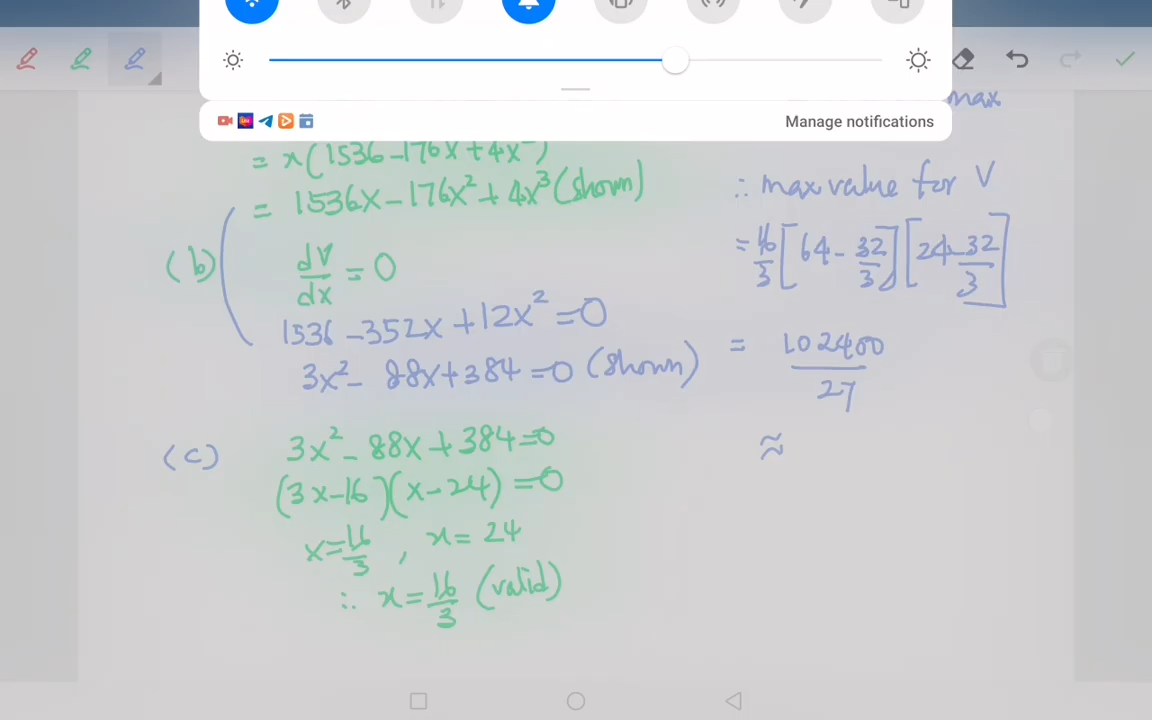 Manage notifications
max
= x(1536-176x+4x²)
= 1536x - 176x² + 4x³ (shown)
(b) dV/dx = 0
1536 - 352x + 12x² = 0
3x² - 88x + 384 = 0 (shown)
(c) 3x² - 88x + 384 = 0
(3x-16)(x-24) = 0
x = 16/3 , x = 24
∴ x = 16/3 (valid)
∴ max value for V
= 16/3 [64 - 32/3] [24 - 32/3]
= 102400/27
≈